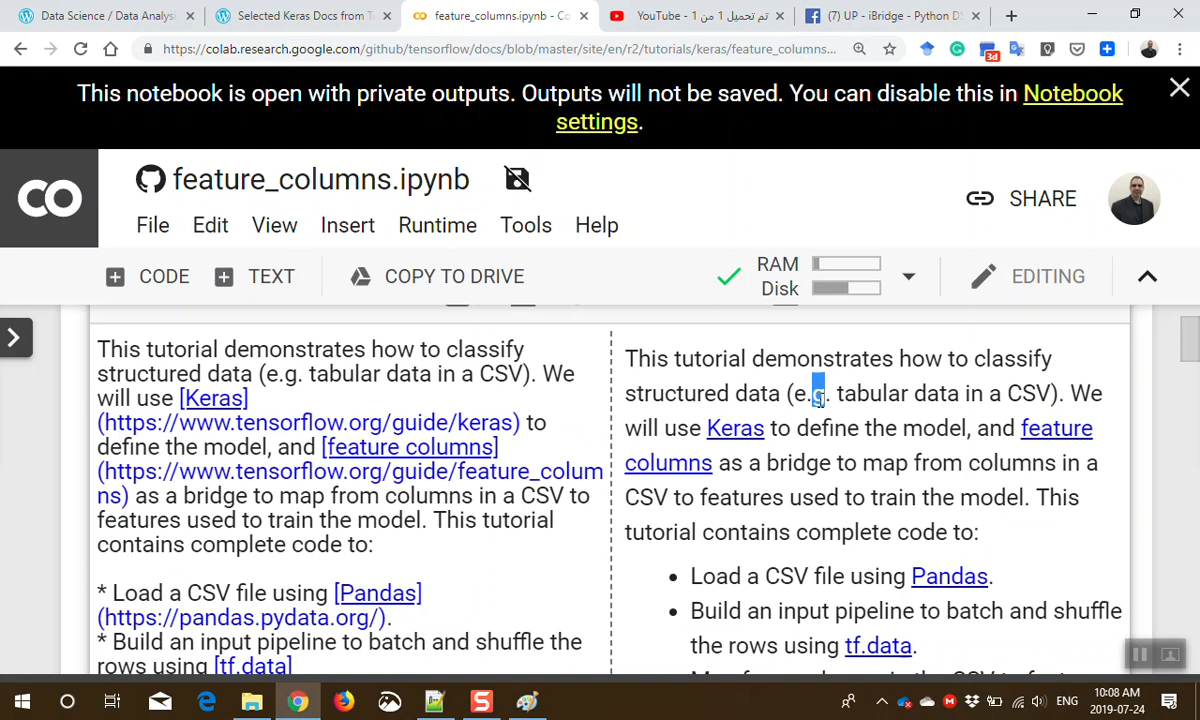 Data Science / Data Analysi
Selected Keras Docs from T
feature_columns.ipynb - Co
YouTube - تم تحميل 1 من 1
(7) UP - iBridge - Python DS
https://colab.research.google.com/github/tensorflow/docs/blob/master/site/en/r2/tutorials/keras/feature_columns...
3d
This notebook is open with private outputs. Outputs will not be saved. You can disable this in Notebook
settings.
CO
feature_columns.ipynb
SHARE
File Edit View Insert Runtime Tools Help
CODE TEXT COPY TO DRIVE
RAM
Disk
EDITING
This tutorial demonstrates how to classify
structured data (e.g. tabular data in a CSV). We
will use [Keras]
(https://www.tensorflow.org/guide/keras) to
define the model, and [feature columns]
(https://www.tensorflow.org/guide/feature_colum
ns) as a bridge to map from columns in a CSV to
features used to train the model. This tutorial
contains complete code to:
* Load a CSV file using [Pandas]
(https://pandas.pydata.org/).
* Build an input pipeline to batch and shuffle the
rows using [tf.data]
This tutorial demonstrates how to classify
structured data (e.g. tabular data in a CSV). We
will use Keras to define the model, and feature
columns as a bridge to map from columns in a
CSV to features used to train the model. This
tutorial contains complete code to:
• Load a CSV file using Pandas.
• Build an input pipeline to batch and shuffle
the rows using tf.data.
ENG
10:08 AM
2019-07-24